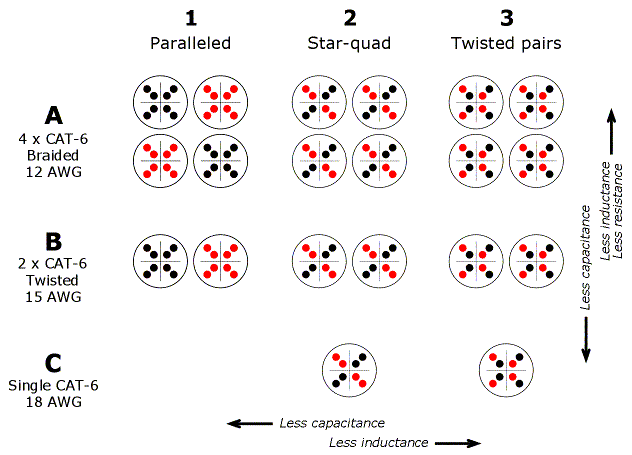 1 2 3
Paralleled Star-quad Twisted pairs
A
4 x CAT-6
Braided
12 AWG
B
2 x CAT-6
Twisted
15 AWG
C
Single CAT-6
18 AWG
Less capacitance
Less inductance
Less capacitance
Less inductance
Less resistance